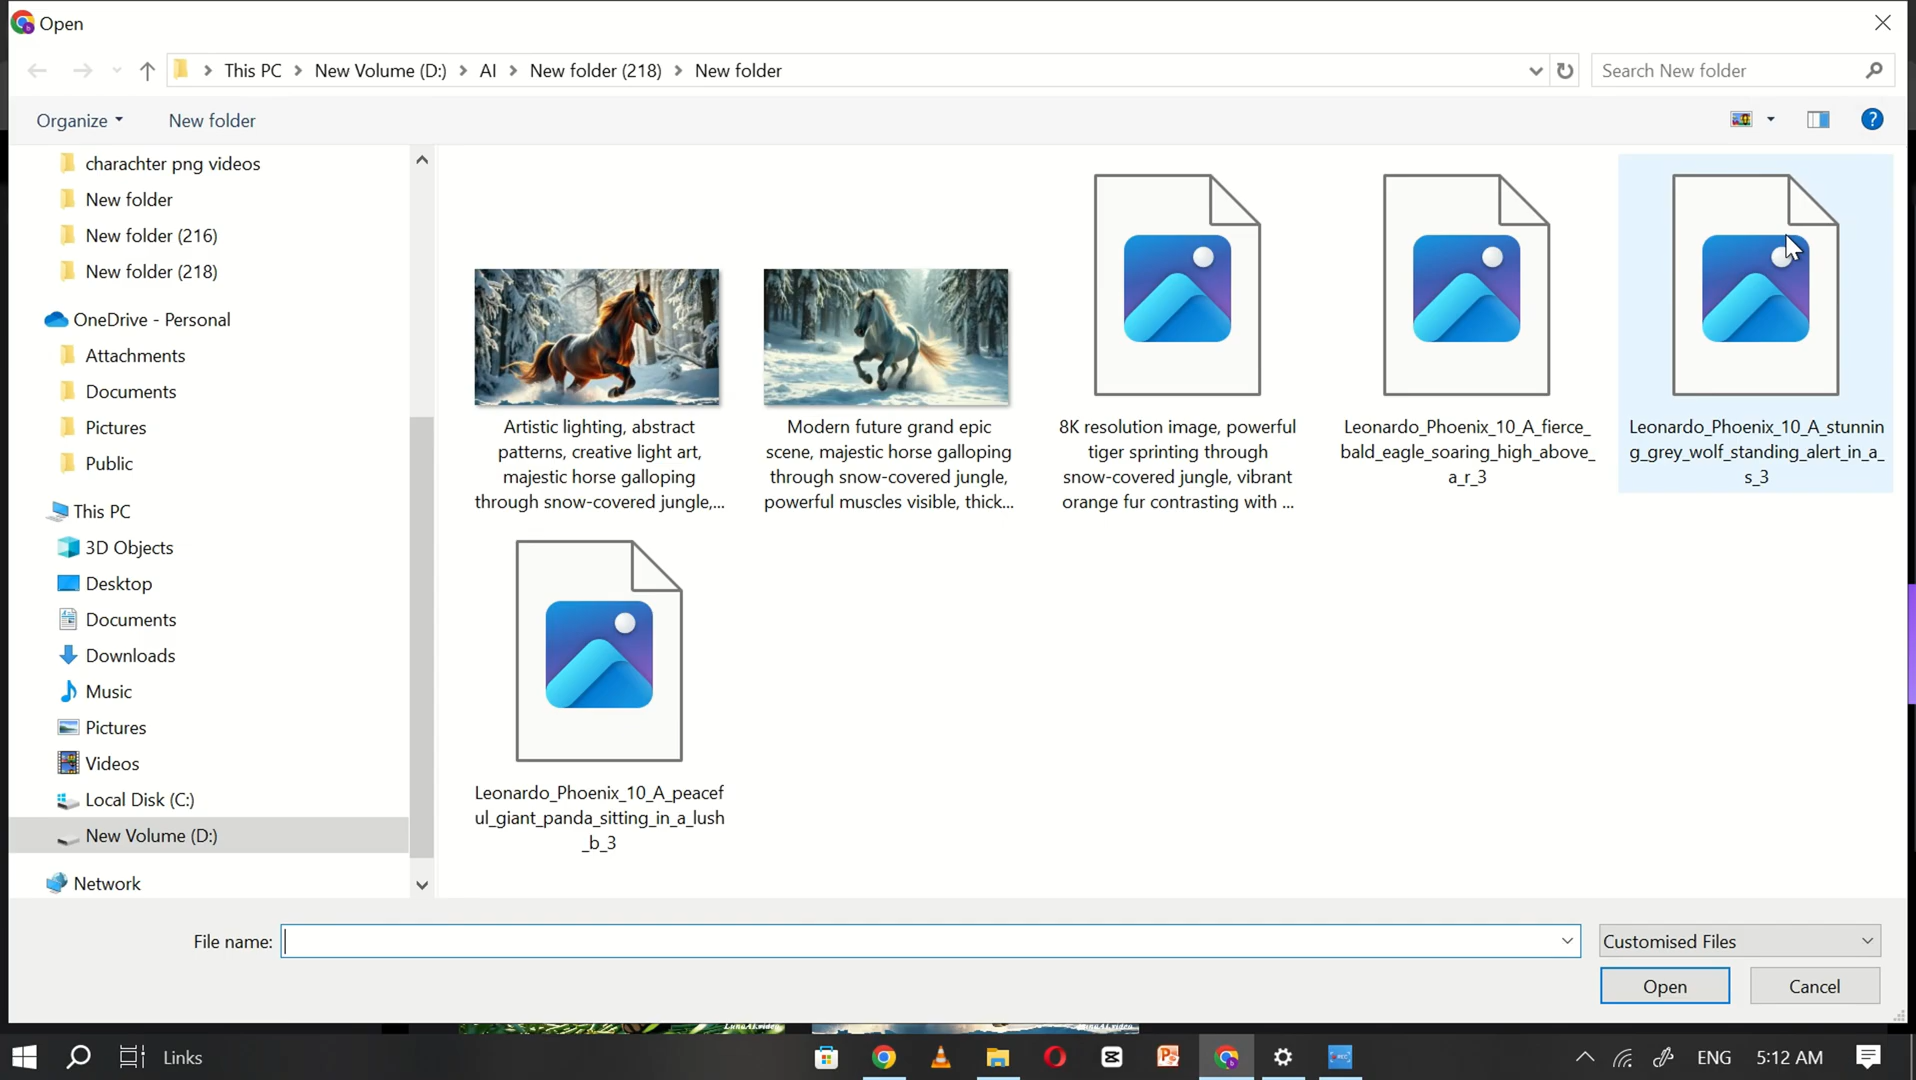 Open
This PC
New Volume (D:)
AI
New folder (218)
New folder
Search New folder
Organize
New folder
charachter png videos
New folder
New folder (216)
New folder (218)
OneDrive - Personal
Attachments
Documents
Pictures
Public
This PC
3D Objects
Desktop
Documents
Downloads
Music
Pictures
Videos
Local Disk (C:)
New Volume (D:)
Network
Artistic lighting, abstract
patterns, creative light art,
majestic horse galloping
through snow-covered jungle,...
Modern future grand epic
scene, majestic horse galloping
through snow-covered jungle,
powerful muscles visible, thick...
8K resolution image, powerful
tiger sprinting through
snow-covered jungle, vibrant
orange fur contrasting with ...
Leonardo_Phoenix_10_A_fierce_
bald_eagle_soaring_high_above_
a_r_3
Leonardo_Phoenix_10_A_stunnin
g_grey_wolf_standing_alert_in_a_
s_3
Leonardo_Phoenix_10_A_peacef
ul_giant_panda_sitting_in_a_lush
_b_3
File name:
Customised Files
Open
Cancel
LunaAI.video
LunaAI.video
Links
ENG
5:12 AM